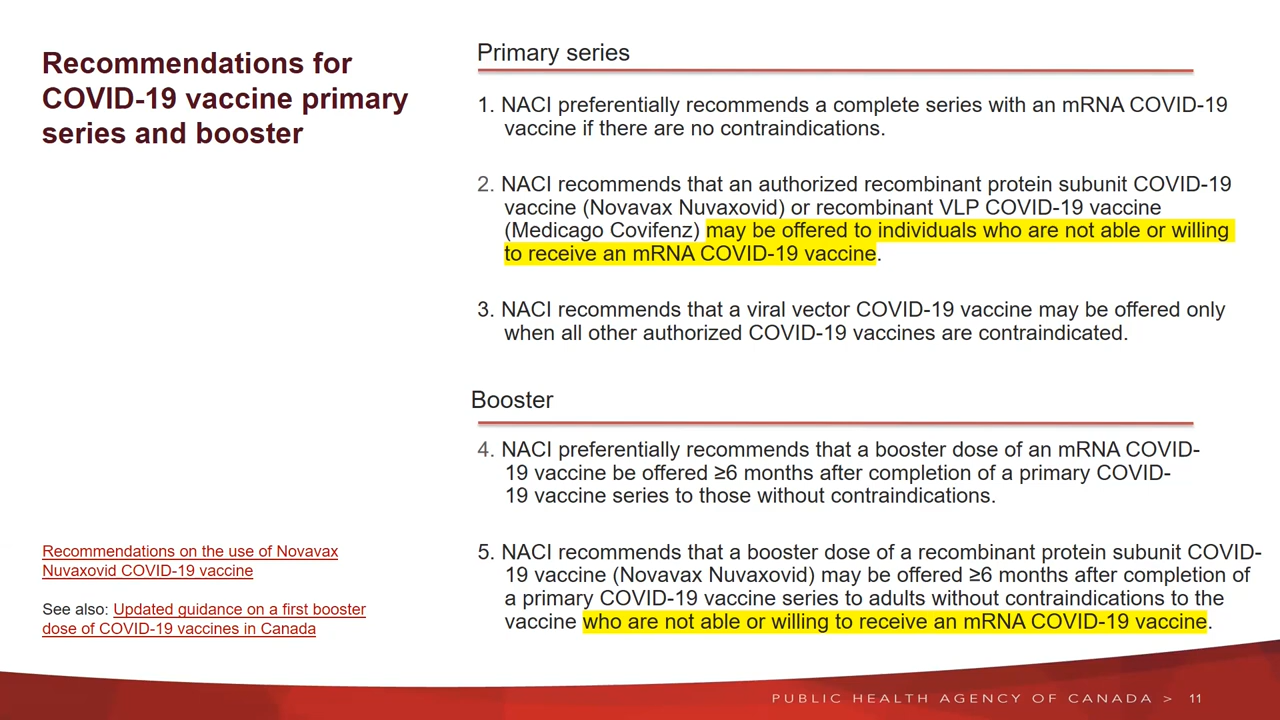 Recommendations for
COVID-19 vaccine primary
series and booster
Primary series
1. NACI preferentially recommends a complete series with an mRNA COVID-19
vaccine if there are no contraindications.
2. NACI recommends that an authorized recombinant protein subunit COVID-19
vaccine (Novavax Nuvaxovid) or recombinant VLP COVID-19 vaccine
(Medicago Covifenz) may be offered to individuals who are not able or willing
to receive an mRNA COVID-19 vaccine.
3. NACI recommends that a viral vector COVID-19 vaccine may be offered only
when all other authorized COVID-19 vaccines are contraindicated.
Booster
4. NACI preferentially recommends that a booster dose of an mRNA COVID-
19 vaccine be offered ≥6 months after completion of a primary COVID-
19 vaccine series to those without contraindications.
5. NACI recommends that a booster dose of a recombinant protein subunit COVID-
19 vaccine (Novavax Nuvaxovid) may be offered ≥6 months after completion of
a primary COVID-19 vaccine series to adults without contraindications to the
vaccine who are not able or willing to receive an mRNA COVID-19 vaccine.
Recommendations on the use of Novavax
Nuvaxovid COVID-19 vaccine
See also: Updated guidance on a first booster
dose of COVID-19 vaccines in Canada
PUBLIC HEALTH AGENCY OF CANADA > 11